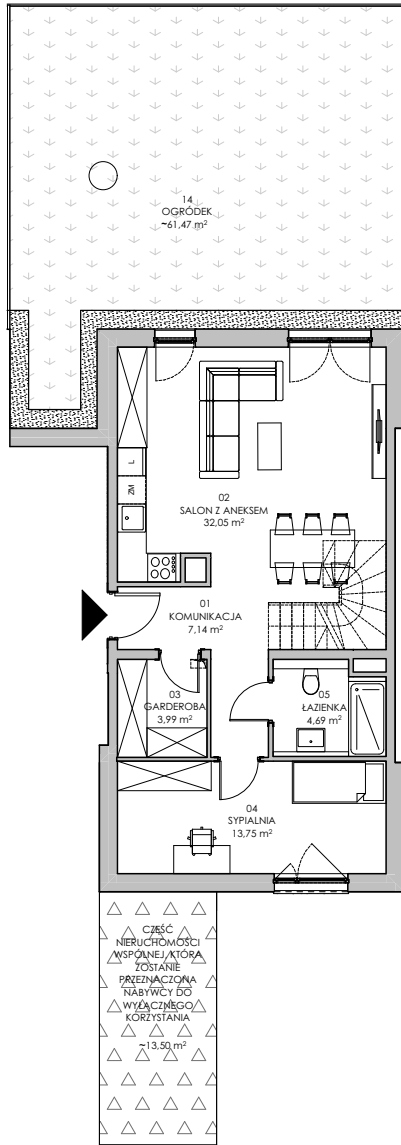 14
OGRÓDEK
~61,47 m²
L
ZM
02
SALON Z ANEKSEM
32,05 m²
01
KOMUNIKACJA
7,14 m²
03
GARDEROBA
3,99 m²
05
ŁAZIENKA
4,69 m²
04
SYPIALNIA
13,75 m²
CZĘŚĆ
NIERUCHOMOŚCI
WSPÓLNEJ, KTÓRA
ZOSTANIE
PRZEZNACZONA
NABYWCY DO
WYŁĄCZNEGO
KORZYSTANIA
~13,50 m²